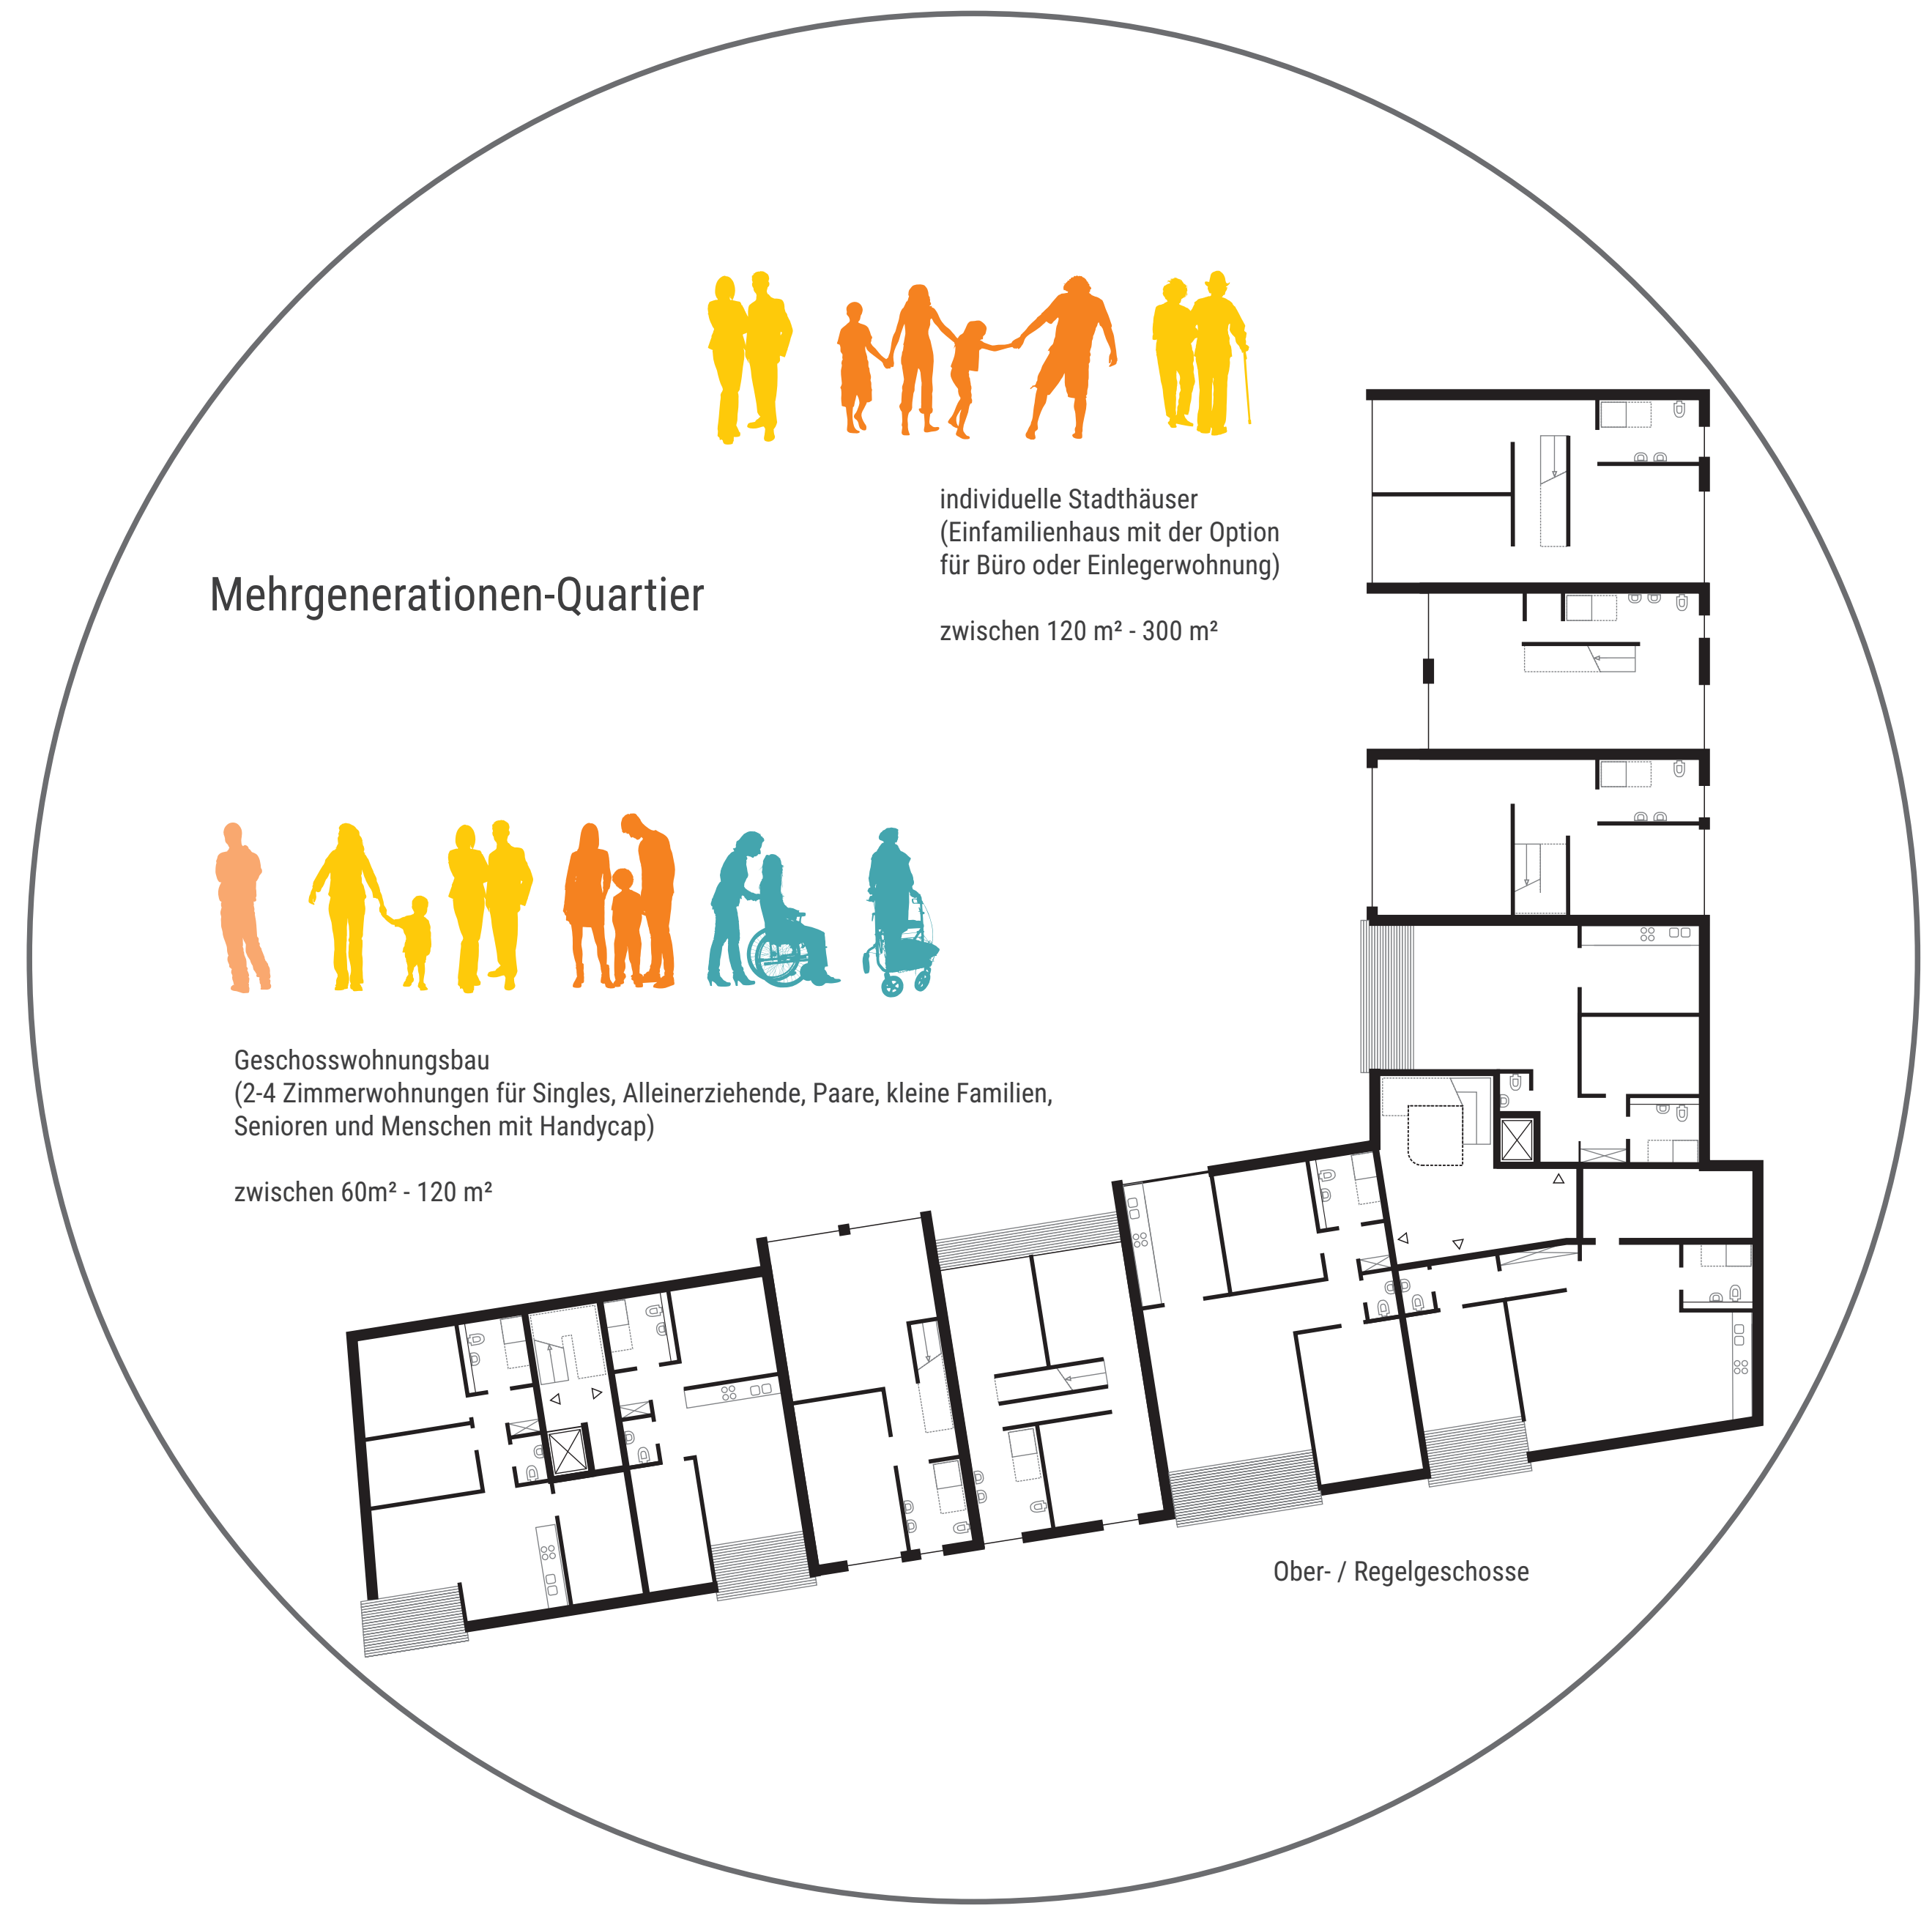 individuelle Stadthäuser
(Einfamilienhaus mit der Option
für Büro oder Einlegerwohnung)
zwischen 120 m² - 300 m²
Mehrgenerationen-Quartier
Geschosswohnungsbau
(2-4 Zimmerwohnungen für Singles, Alleinerziehende, Paare, kleine Familien,
Senioren und Menschen mit Handycap)
zwischen 60m² - 120 m²
Ober- / Regelgeschosse